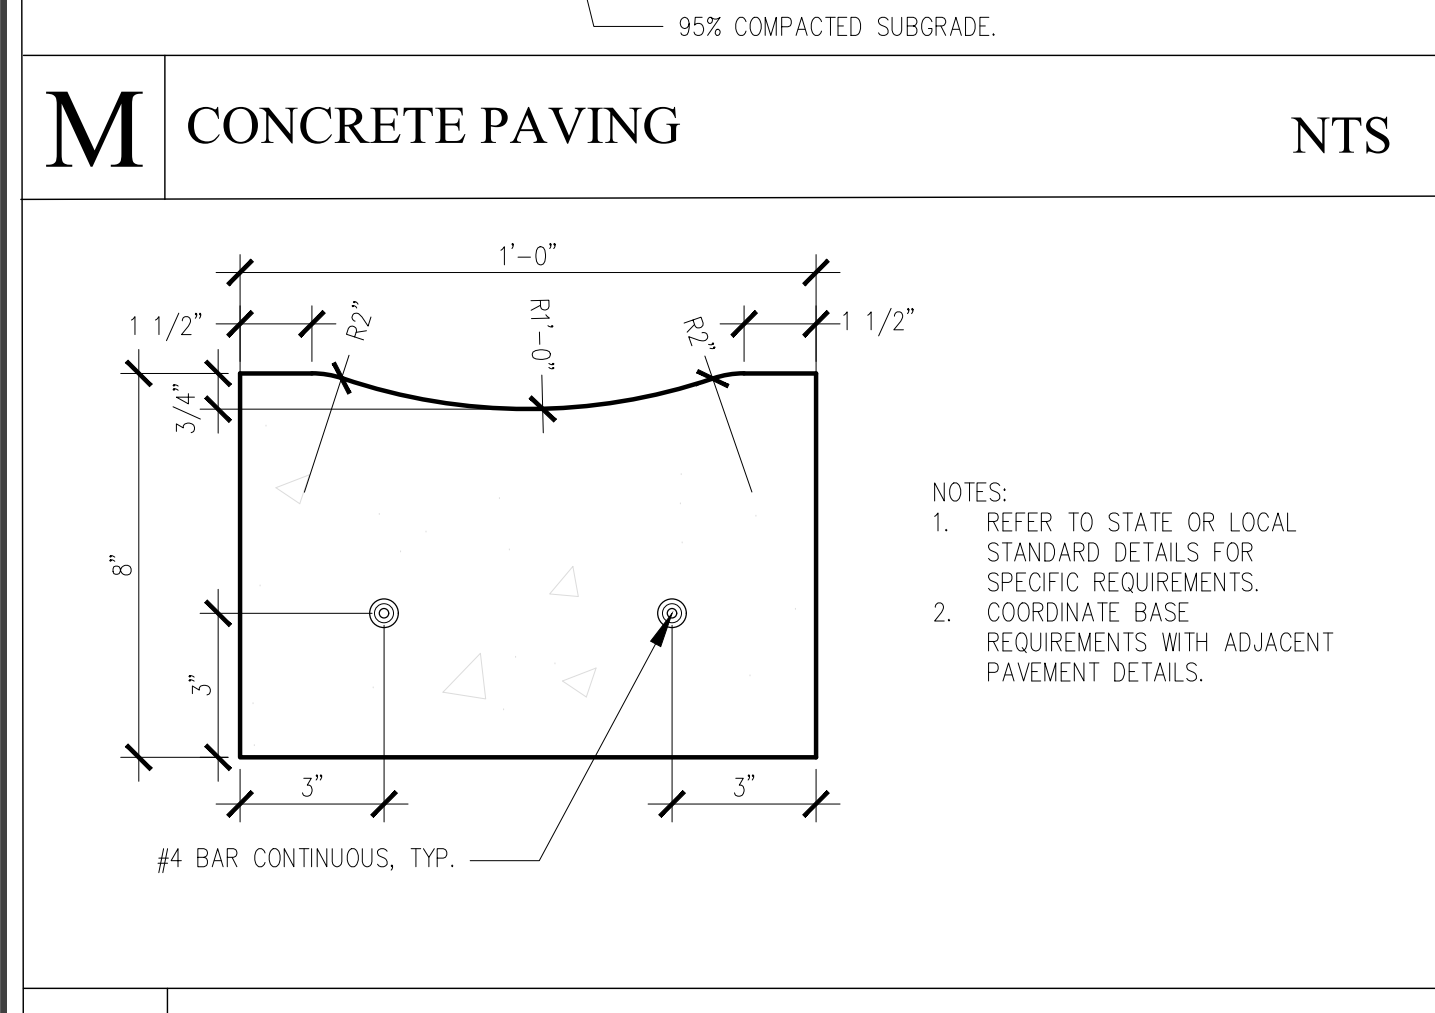 95% COMPACTED SUBGRADE.
M
CONCRETE PAVING
NTS
1'-0"
1 1/2"
R2"
R1'-0"
R2"
1 1/2"
3/4"
8"
3"
3"
3"
#4 BAR CONTINUOUS, TYP.
NOTES:
1. REFER TO STATE OR LOCAL
STANDARD DETAILS FOR
SPECIFIC REQUIREMENTS.
2. COORDINATE BASE
REQUIREMENTS WITH ADJACENT
PAVEMENT DETAILS.